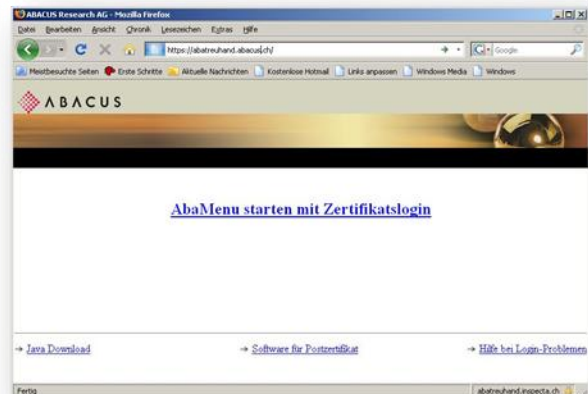 ABACUS Research AG - Mozilla Firefox
Datei Bearbeiten Ansicht Chronik Lesezeichen Extras Hilfe
https://abatreuhand.abacus.ch/
Google
Meistbesuchte Seiten Erste Schritte Aktuelle Nachrichten Kostenlose Hotmail Links anpassen Windows Media Windows
ABACUS
AbaMenu starten mit Zertifikatslogin
→ Java Download → Software für Postzertifikat → Hilfe bei Login-Problemen
Fertig abatreuhand.inspecta.ch